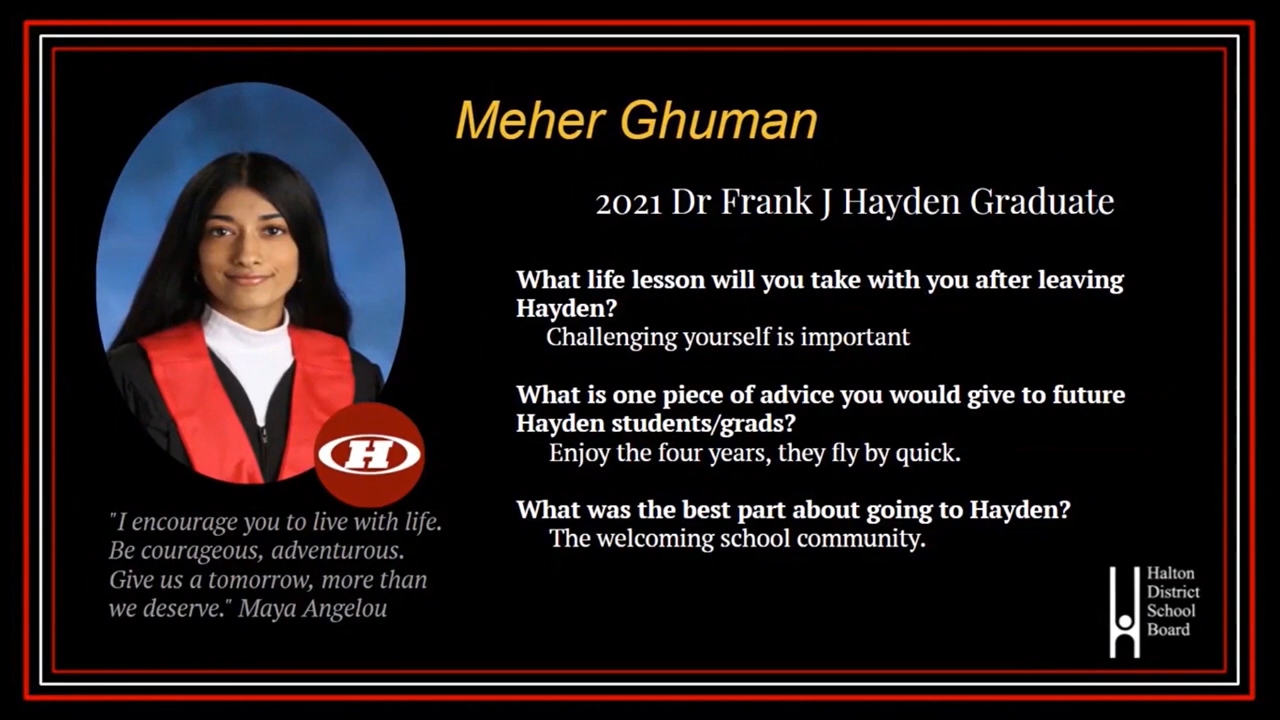 Meher Ghuman
2021 Dr Frank J Hayden Graduate
What life lesson will you take with you after leaving
Hayden?
Challenging yourself is important
What is one piece of advice you would give to future
Hayden students/grads?
Enjoy the four years, they fly by quick.
What was the best part about going to Hayden?
The welcoming school community.
H
"I encourage you to live with life.
Be courageous, adventurous.
Give us a tomorrow, more than
we deserve." Maya Angelou
Halton
District
School
Board